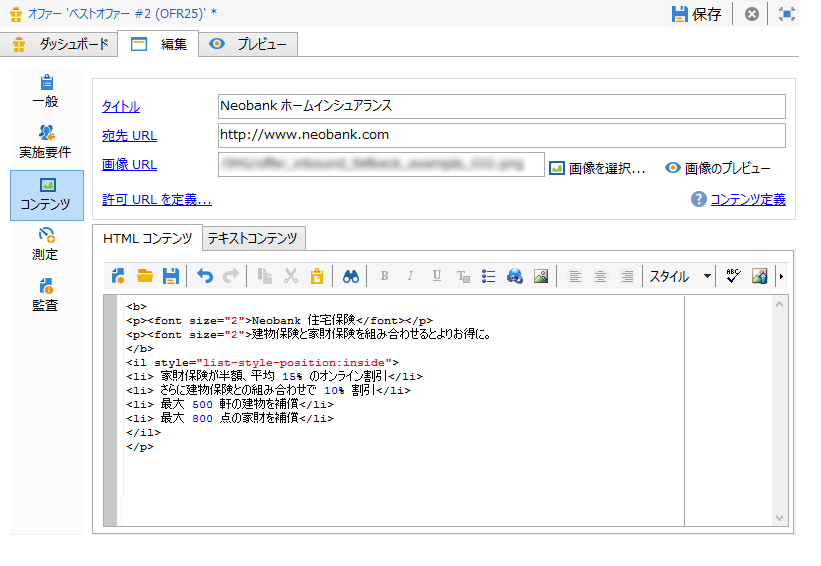 オファー 'ベストオファー #2 (OFR25)' *
保存
ダッシュボード
編集
プレビュー
一般
実施要件
コンテンツ
測定
監査
タイトル
Neobank ホームインシュアランス
宛先 URL
http://www.neobank.com
画像 URL
画像を選択...
画像のプレビュー
許可 URL を定義...
コンテンツ定義
HTML コンテンツ
テキストコンテンツ
B I U T スタイル ABC
<b>
<p><font size="2">Neobank 住宅保険</font></p>
<p><font size="2">建物保険と家財保険を組み合わせるとよりお得に。
</b>
<il style="list-style-position:inside">
<li> 家財保険が半額、平均 15% のオンライン割引</li>
<li> さらに建物保険との組み合わせで 10% 割引</li>
<li> 最大 500 軒の建物を補償</li>
<li> 最大 800 点の家財を補償</li>
</il>
</p>